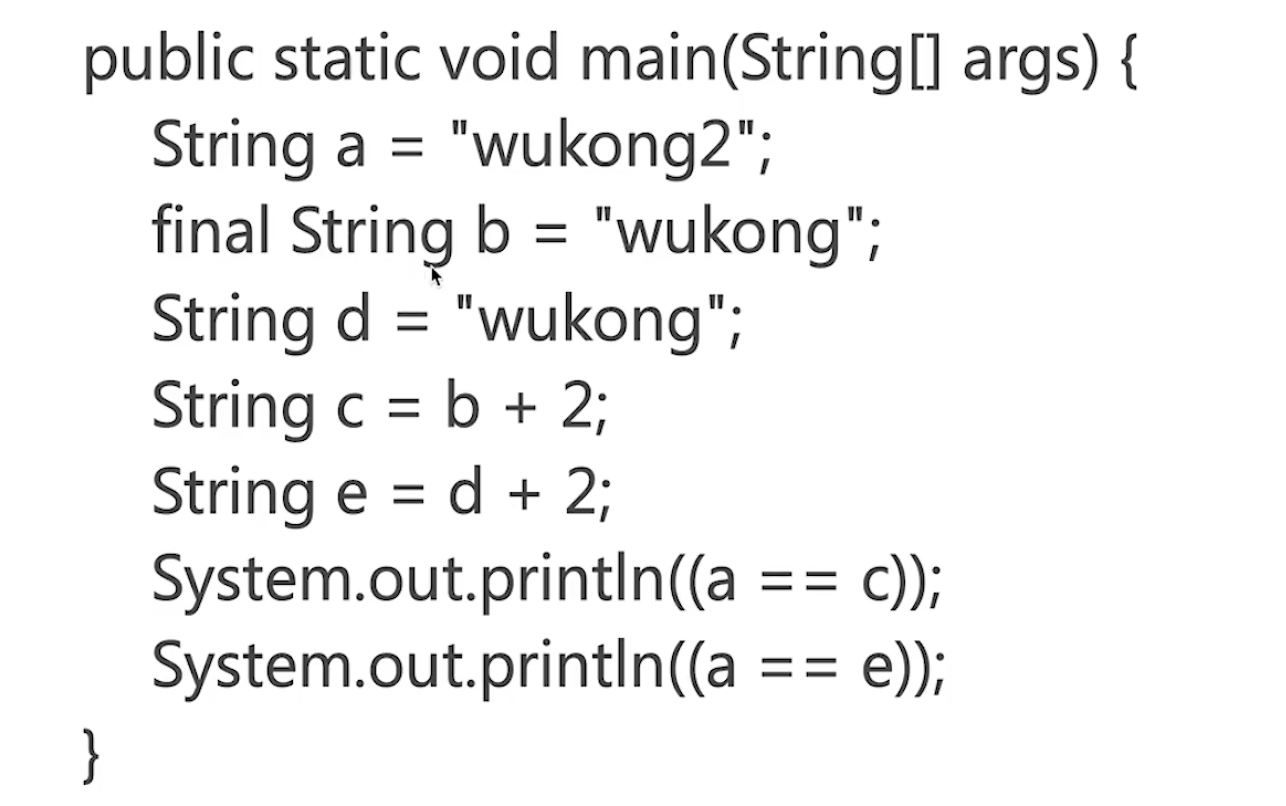 public static void main(String[] args) {
String a = "wukong2";
final String b = "wukong";
String d = "wukong";
String c = b + 2;
String e = d + 2;
System.out.println((a == c));
System.out.println((a == e));
}